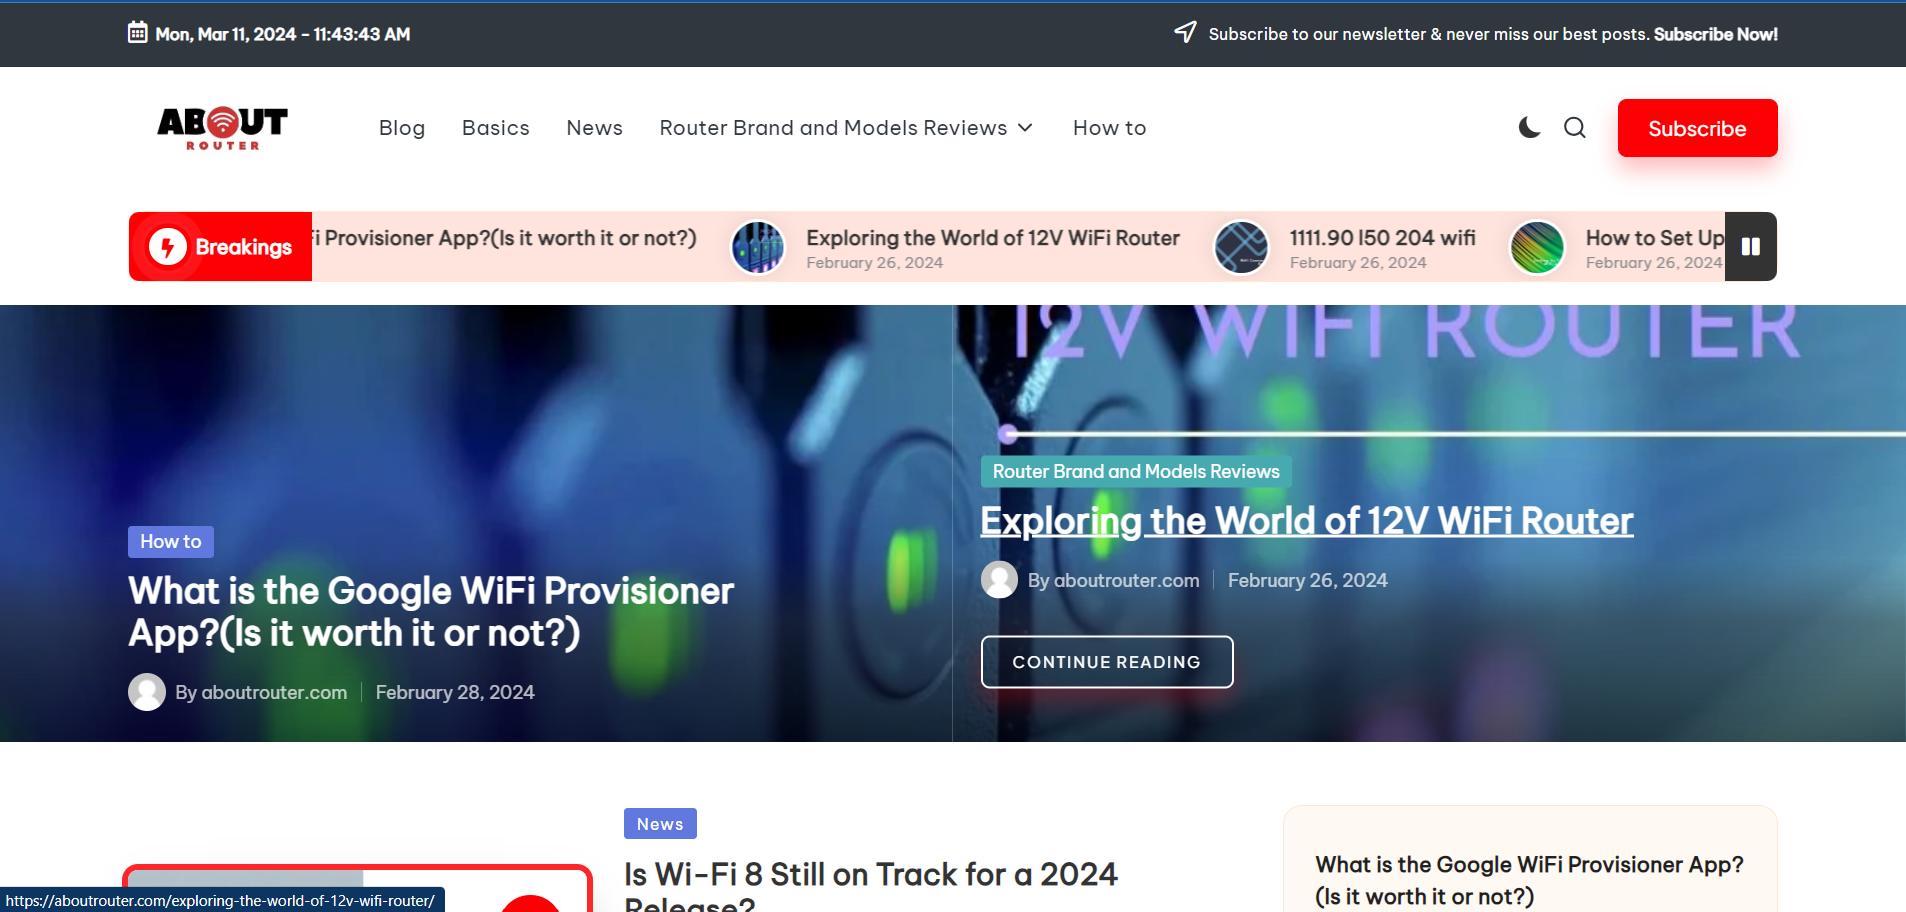 Mon, Mar 11, 2024 - 11:43:43 AM
Subscribe to our newsletter & never miss our best posts. Subscribe Now!
ABOUT
ROUTER
Blog
Basics
News
Router Brand and Models Reviews
How to
Subscribe
Breakings
Fi Provisioner App?(Is it worth it or not?)
Exploring the World of 12V WiFi Router
February 26, 2024
1111.90 l50 204 wifi
February 26, 2024
How to Set Up
February 26, 2024
How to
What is the Google WiFi Provisioner
App?(Is it worth it or not?)
By aboutrouter.com
February 28, 2024
12V WIFI ROUTER
Router Brand and Models Reviews
Exploring the World of 12V WiFi Router
By aboutrouter.com
February 26, 2024
CONTINUE READING
News
Is Wi-Fi 8 Still on Track for a 2024
Release?
What is the Google WiFi Provisioner App?
(Is it worth it or not?)
https://aboutrouter.com/exploring-the-world-of-12v-wifi-router/